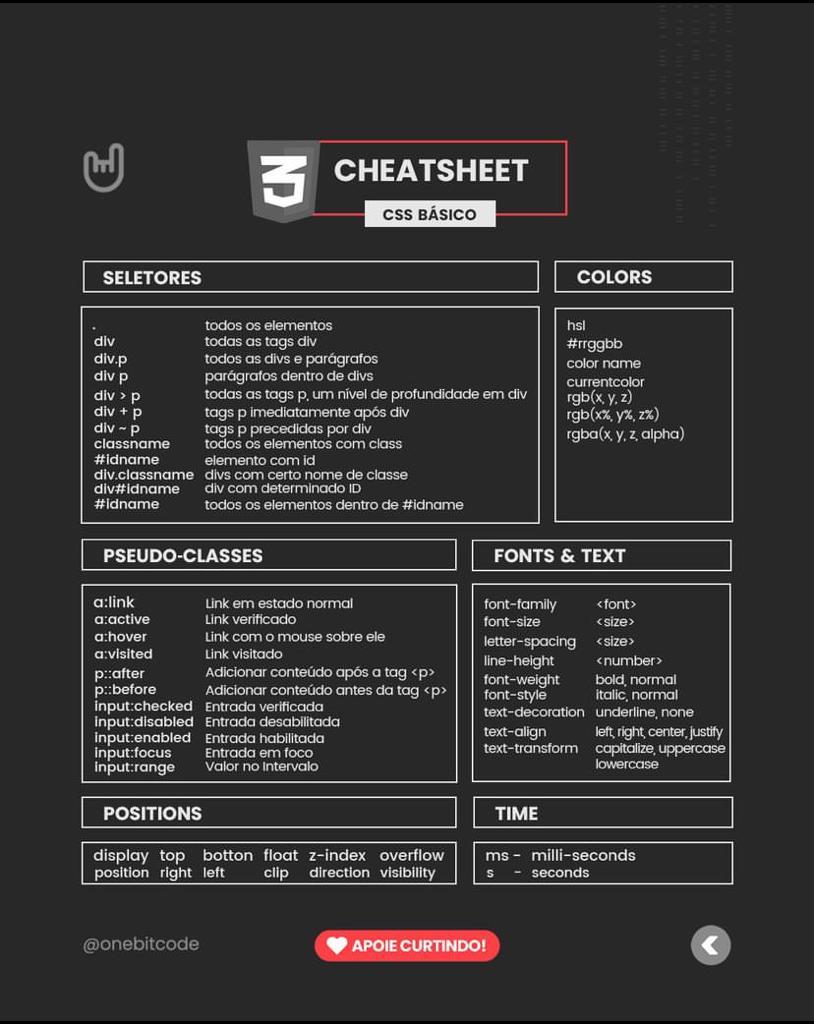 3 CHEATSHEET
CSS BÁSICO
SELETORES
. todos os elementos
div todas as tags div
div.p todos as divs e parágrafos
div p parágrafos dentro de divs
div > p todas as tags p, um nível de profundidade em div
div + p tags p imediatamente após div
div ~ p tags p precedidas por div
classname todos os elementos com class
#idname elemento com id
div.classname divs com certo nome de classe
div#idname div com determinado ID
#idname todos os elementos dentro de #idname
COLORS
hsl
#rrggbb
color name
currentcolor
rgb(x, y, z)
rgb(x%, y%, z%)
rgba(x, y, z, alpha)
PSEUDO-CLASSES
a:link Link em estado normal
a:active Link verificado
a:hover Link com o mouse sobre ele
a:visited Link visitado
p::after Adicionar conteúdo após a tag <p>
p::before Adicionar conteúdo antes da tag <p>
input:checked Entrada verificada
input:disabled Entrada desabilitada
input:enabled Entrada habilitada
input:focus Entrada em foco
input:range Valor no Intervalo
FONTS & TEXT
font-family <font>
font-size <size>
letter-spacing <size>
line-height <number>
font-weight bold, normal
font-style italic, normal
text-decoration underline, none
text-align left, right, center, justify
text-transform capitalize, uppercase
lowercase
POSITIONS
display top botton float z-index overflow
position right left clip direction visibility
TIME
ms - milli-seconds
s - seconds
@onebitcode
APOIE CURTINDO!